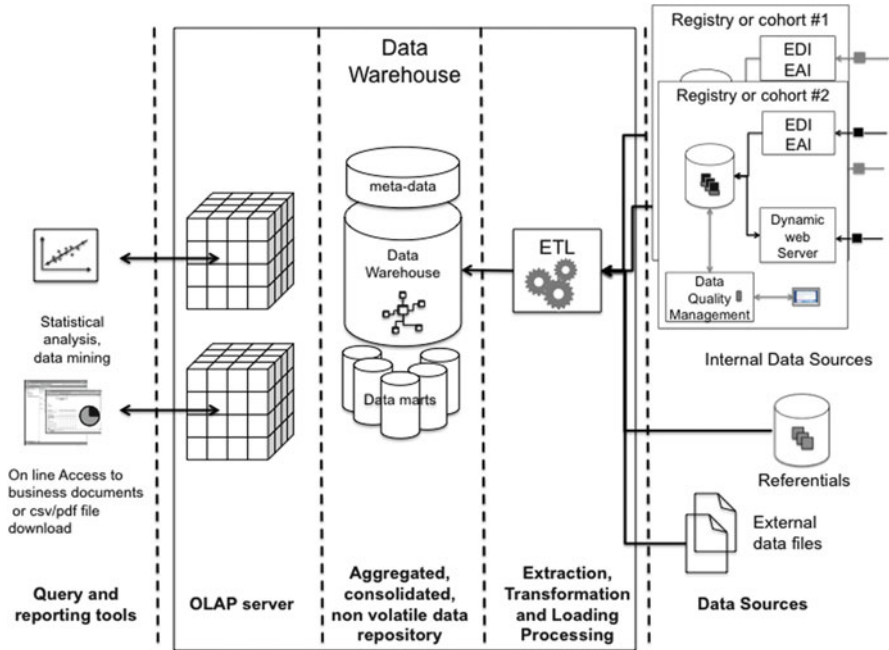 Data
Warehouse
Registry or cohort #1
EDI
EAI
Registry or cohort #2
EDI
EAI
meta-data
Data
Warehouse
ETL
Dynamic
web
Server
Data
Quality
Management
Statistical
analysis,
data mining
Data marts
Internal Data Sources
Referentials
On line Access to
business documents
or csv/pdf file
download
External
data files
Query and
reporting tools
OLAP server
Aggregated,
consolidated,
non volatile data
repository
Extraction,
Transformation
and Loading
Processing
Data Sources